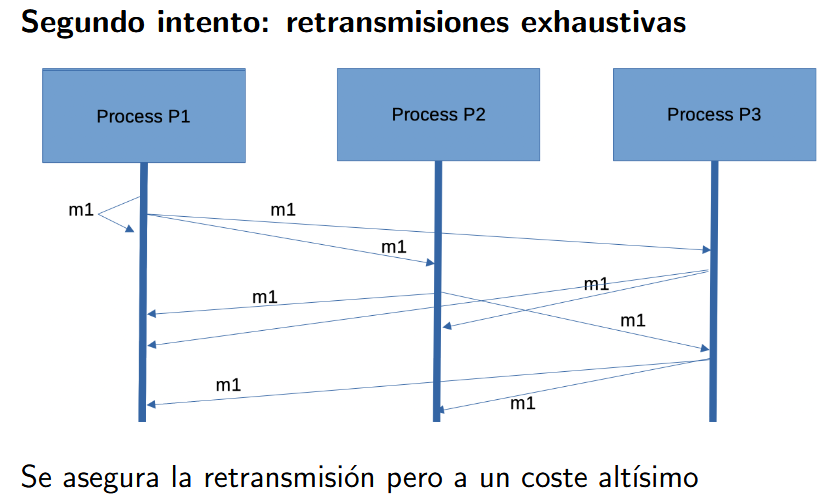 Segundo intento: retransmisiones exhaustivas
Process P1
Process P2
Process P3
m1
m1
m1
m1
m1
m1
m1
m1
Se asegura la retransmisión pero a un coste altísimo